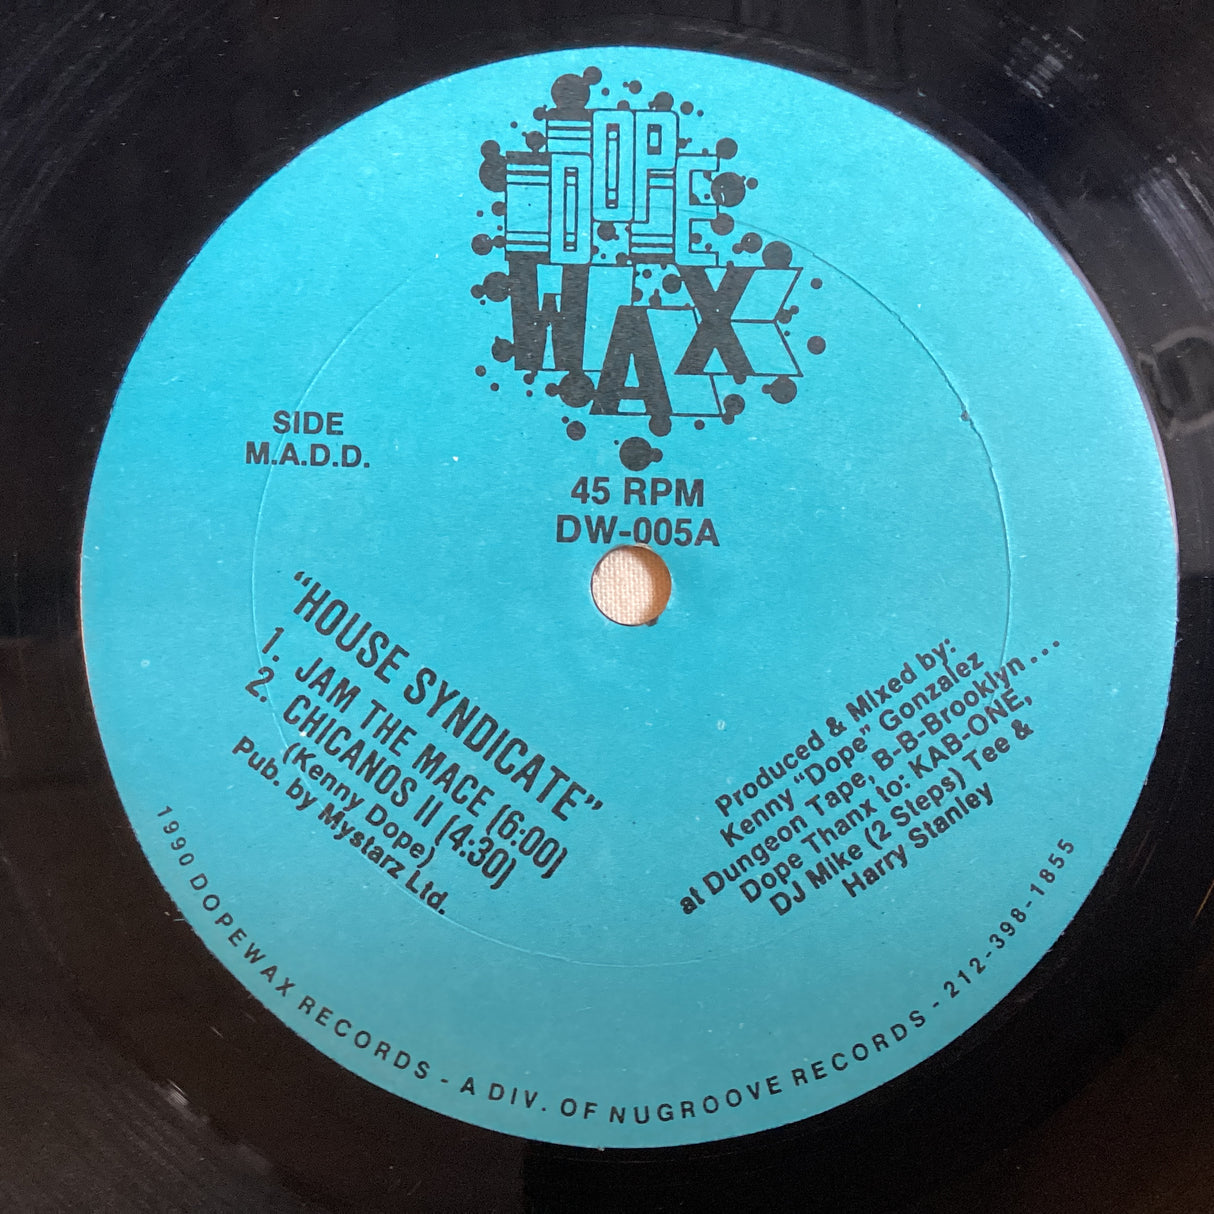 DOPE
WAX
SIDE
M.A.D.D.
45 RPM
DW-005A
“HOUSE SYNDICATE”
1. JAM THE MACE (6:00)
2. CHICANOS II (4:30)
(Kenny Dope)
Pub. by Mystarz Ltd.
Produced & Mixed by:
Kenny “Dope” Gonzalez
at Dungeon Tape, B-B-Brooklyn...
Dope Thanx to: KAB-ONE,
DJ Mike (2 Steps) Tee &
Harry Stanley
1990 DOPEWAX RECORDS - A DIV. OF NUGROOVE RECORDS - 212-398-1855